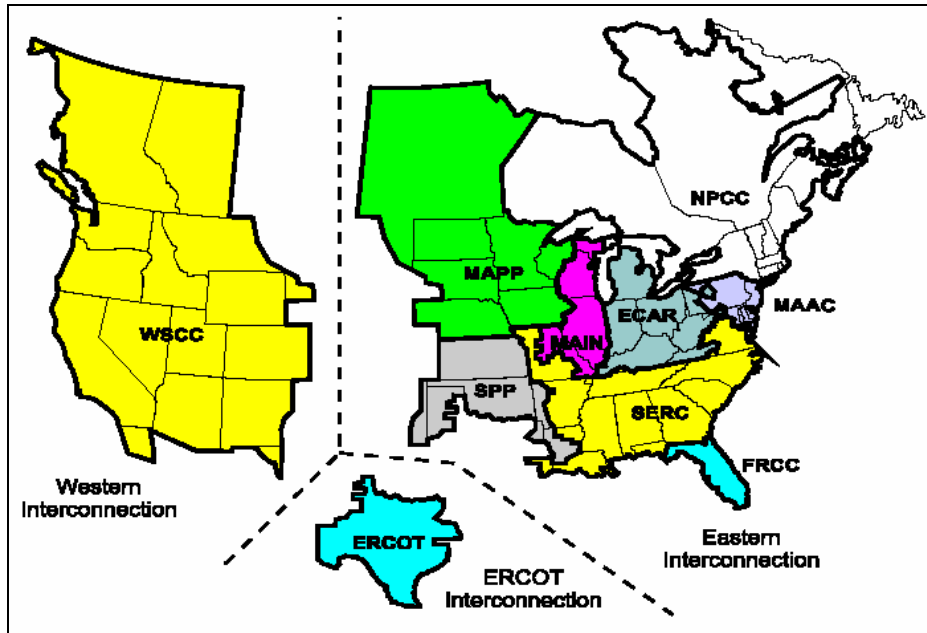 NPCC
MAPP
MAAC
ECAR
WSCC
MAIN
SPP
SERC
FRCC
Western
Interconnection
ERCOT
Eastern
Interconnection
ERCOT
Interconnection